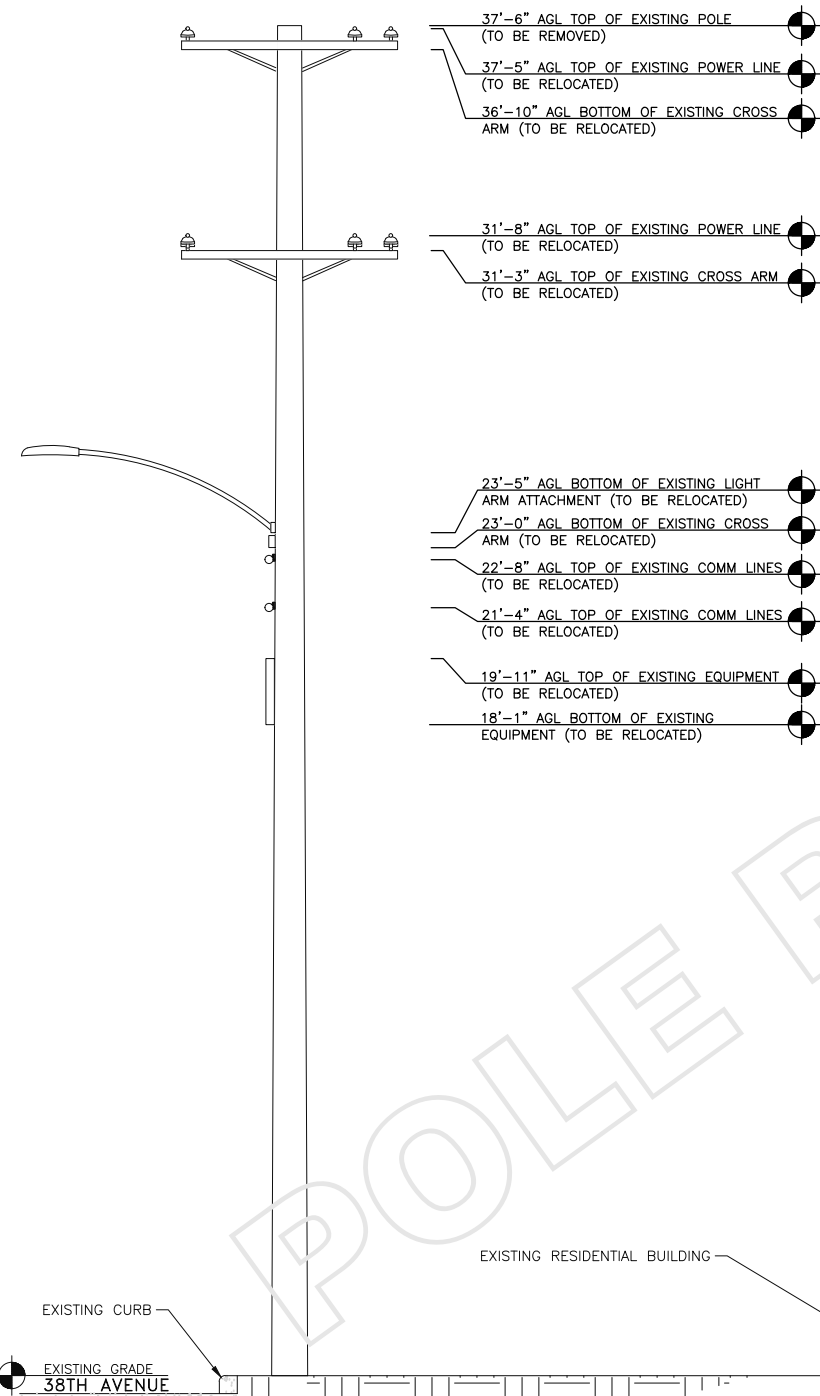 37'-6" AGL TOP OF EXISTING POLE
(TO BE REMOVED)
37'-5" AGL TOP OF EXISTING POWER LINE
(TO BE RELOCATED)
36'-10" AGL BOTTOM OF EXISTING CROSS
ARM (TO BE RELOCATED)
31'-8" AGL TOP OF EXISTING POWER LINE
(TO BE RELOCATED)
31'-3" AGL TOP OF EXISTING CROSS ARM
(TO BE RELOCATED)
23'-5" AGL BOTTOM OF EXISTING LIGHT
ARM ATTACHMENT (TO BE RELOCATED)
23'-0" AGL BOTTOM OF EXISTING CROSS
ARM (TO BE RELOCATED)
22'-8" AGL TOP OF EXISTING COMM LINES
(TO BE RELOCATED)
21'-4" AGL TOP OF EXISTING COMM LINES
(TO BE RELOCATED)
19'-11" AGL TOP OF EXISTING EQUIPMENT
(TO BE RELOCATED)
18'-1" AGL BOTTOM OF EXISTING
EQUIPMENT (TO BE RELOCATED)
POLE
EXISTING RESIDENTIAL BUILDING
EXISTING CURB
EXISTING GRADE
38TH AVENUE